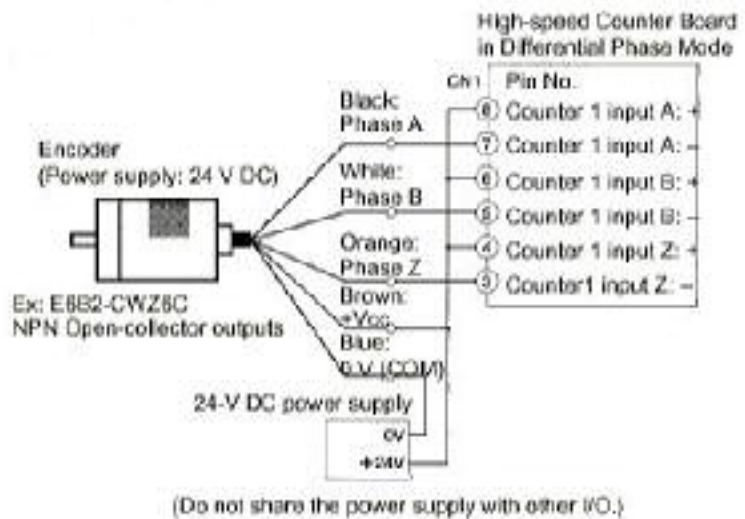 High-speed Counter Board
in Differential Phase Mode
CN1
Pin No.
Black:
Phase A
8 Counter 1 input A: +
7 Counter 1 input A: –
Encoder
(Power supply: 24 V DC)
White:
Phase B
6 Counter 1 input B: +
5 Counter 1 input B: –
Orange:
Phase Z
4 Counter 1 input Z: +
3 Counter1 input Z: –
Ex: E6B2-CWZ6C
NPN Open-collector outputs
Brown:
+Vcc
Blue:
0 V (COM)
24-V DC power supply
0V
+24V
(Do not share the power supply with other I/O.)